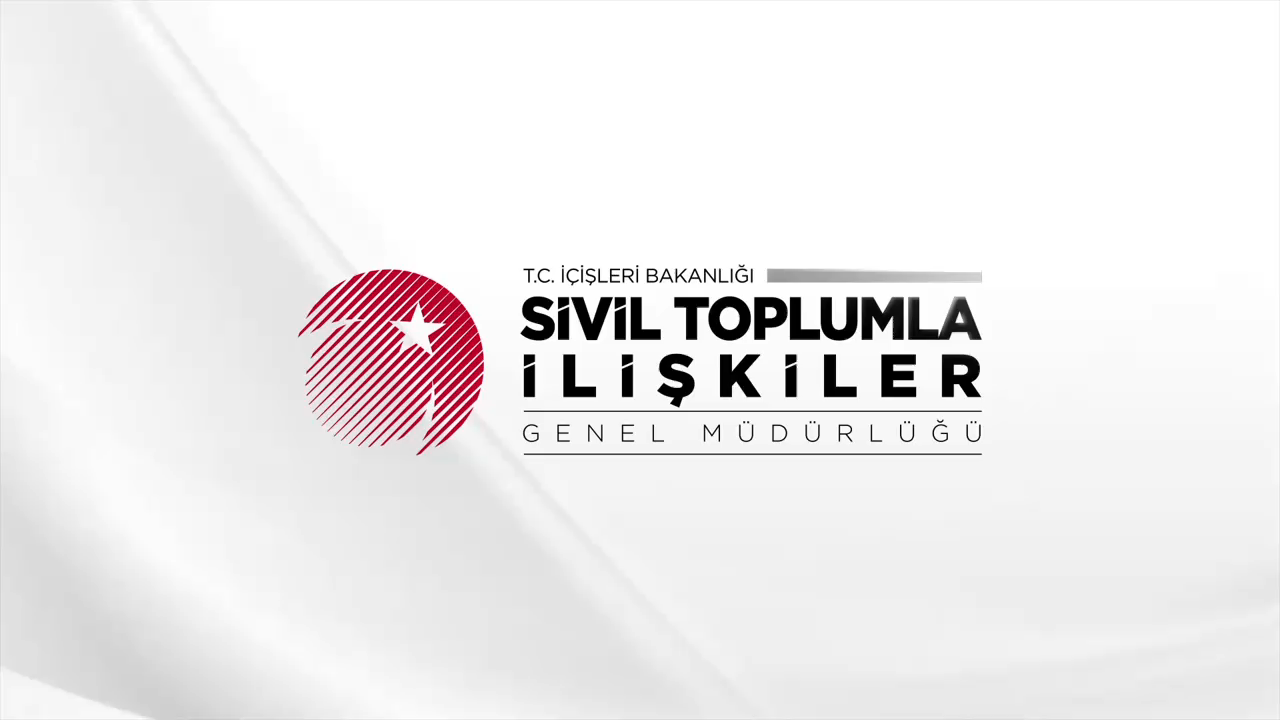 T.C. İÇİŞLERİ BAKANLIĞI
SİVİL TOPLUMLA
İLİŞKİLER
GENEL MÜDÜRLÜĞÜ